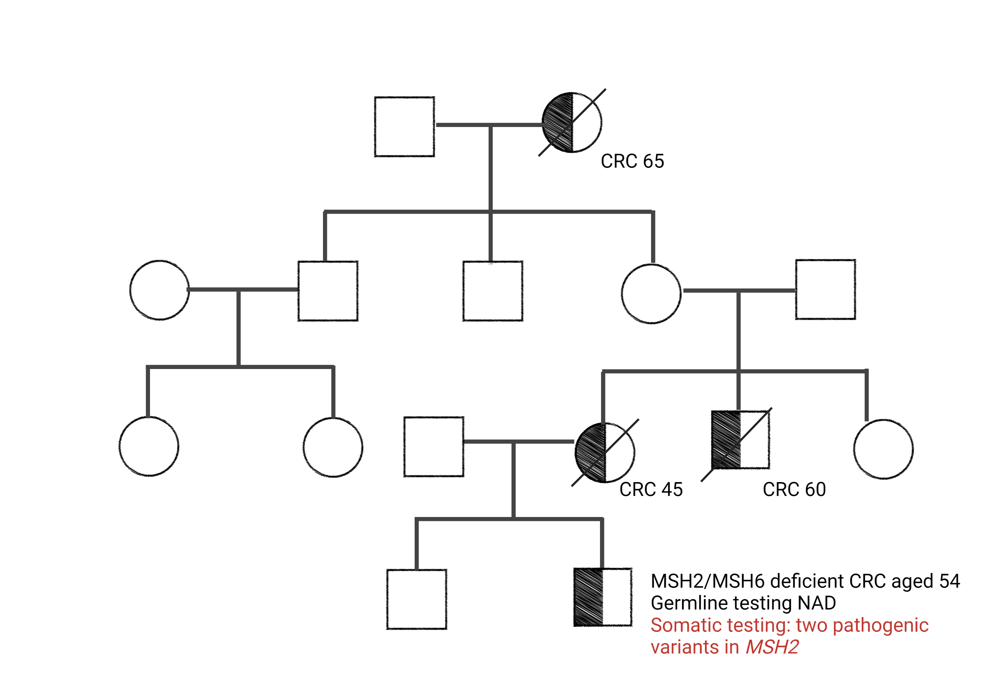 CRC 65
CRC 45
CRC 60
MSH2/MSH6 deficient CRC aged 54
Germline testing NAD
Somatic testing: two pathogenic
variants in MSH2